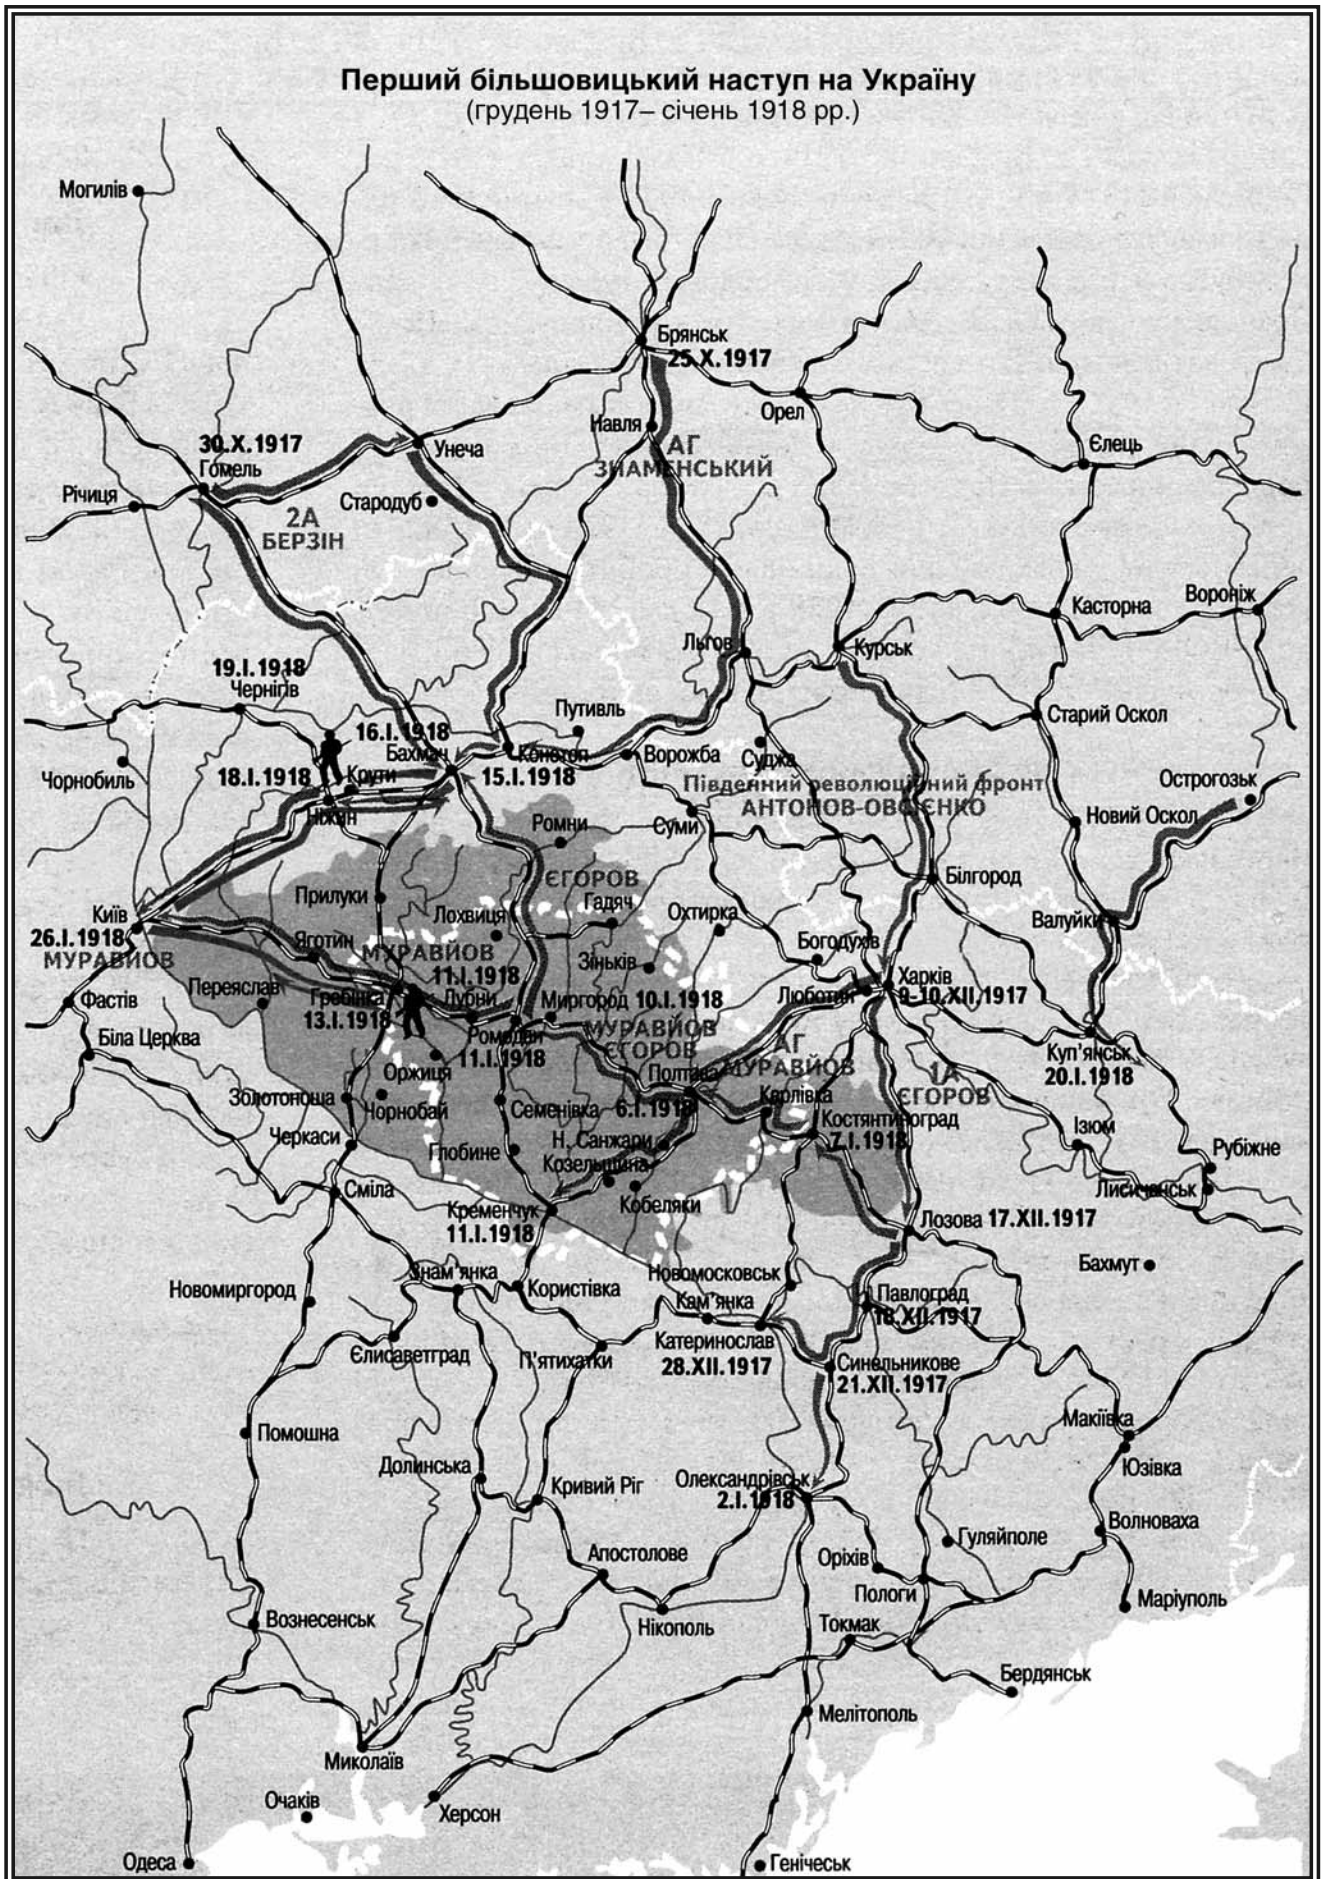 Перший більшовицький наступ на Україну
(грудень 1917– січень 1918 рр.)
Могилів
Брянськ
25.X.1917
Орел
Навля
АГ
ЗНАМЕНСЬКИЙ
Єлець
30.X.1917
Гомель
Унеча
Річиця
Стародуб
2А
БЕРЗІН
Касторна
Вороніж
Льгов
Курськ
19.I.1918
Чернігів
Старий Оскол
Путивль
16.I.1918
Бахмач
Конотоп
Ворожба
Суджа
Чорнобиль
18.I.1918
Крути
15.I.1918
Південний революційний фронт
АНТОНОВ-ОВСІЄНКО
Острогозьк
Ніжин
Ромни
Суми
Новий Оскол
ЄГОРОВ
Білгород
Прилуки
Гадяч
Лохвиця
Охтирка
Валуйки
Київ
26.I.1918
МУРАВЙОВ
Яготин
МУРАВЙОВ
11.I.1918
Зіньків
Богодухів
Харків
9–10.XII.1917
Переяслав
Гребінка
13.I.1918
Лубни
Миргород 10.I.1918
Люботин
Фастів
Ромодан
11.I.1918
МУРАВЙОВ
ЄГОРОВ
АГ
МУРАВЙОВ
Біла Церква
Куп’янськ
20.I.1918
Оржиця
Полтава
6.I.1918
1А
ЄГОРОВ
Золотоноша
Чорнобай
Семенівка
Карлівка
Костянтиноград
7.I.1918
Черкаси
Глобине
Н. Санжари
Ізюм
Козельщина
Рубіжне
Сміла
Кобеляки
Лисичанськ
Кременчук
11.I.1918
Лозова 17.XII.1917
Бахмут
Знам’янка
Користівка
Новомосковськ
Новомиргород
Кам’янка
Павлоград
18.XII.1917
Єлисаветград
П’ятихатки
Катеринослав
28.XII.1917
Синельникове
21.XII.1917
Помошна
Макіївка
Юзівка
Долинська
Кривий Ріг
Олександрівськ
2.I.1918
Волноваха
Гуляйполе
Апостолове
Оріхів
Пологи
Маріуполь
Вознесенськ
Нікополь
Токмак
Бердянськ
Мелітополь
Миколаїв
Очаків
Херсон
Одеса
Генічеськ